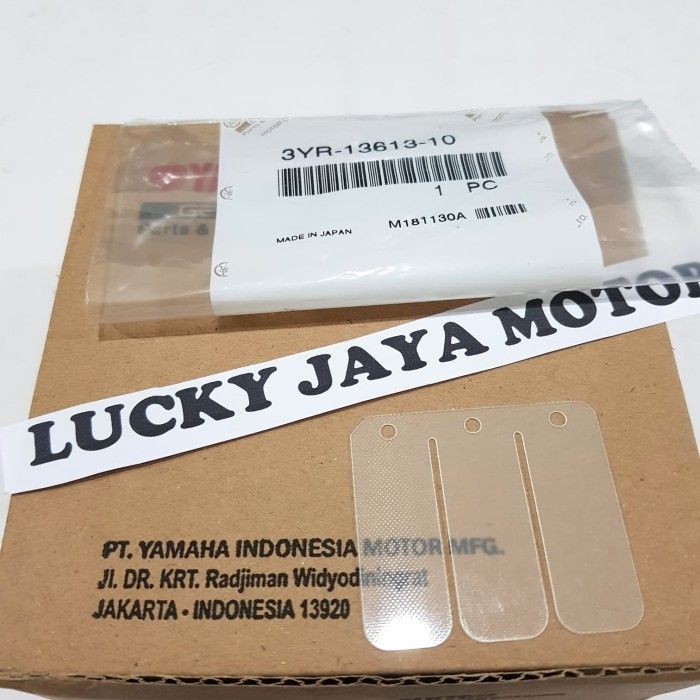 3YR-13613-10
1 PC
MADE IN JAPAN
M181130A
Parts &
LUCKY JAYA MOTOR
PT. YAMAHA INDONESIA MOTOR MFG.
Jl. DR. KRT. Radjiman Widyodiningrat
JAKARTA - INDONESIA 13920